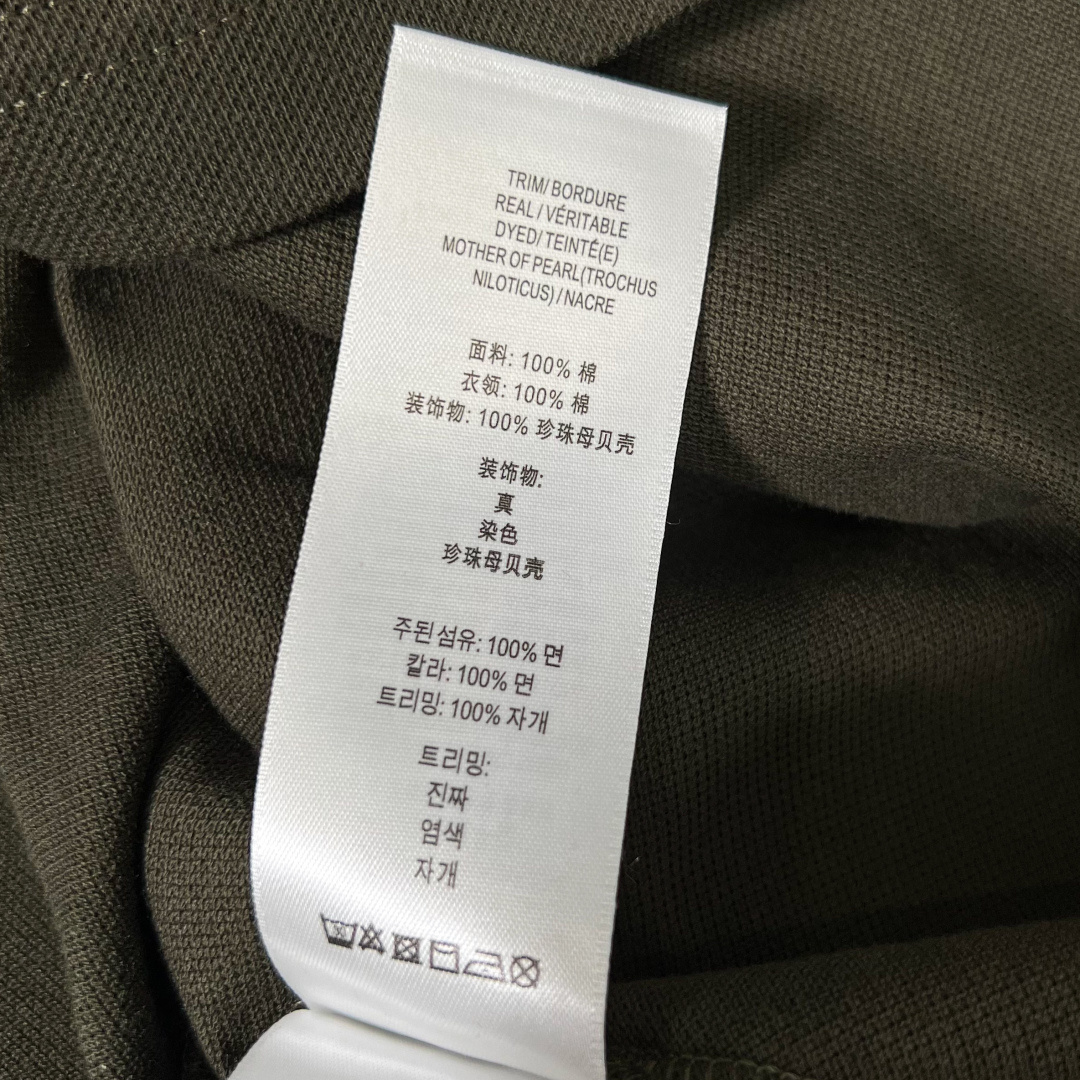 TRIM/BORDURE
REAL/VÉRITABLE
DYED/TEINTÉ(E)
MOTHER OF PEARL(TROCHUS
NILOTICUS)/NACRE
面料: 100% 棉
衣领: 100% 棉
装饰物: 100% 珍珠母贝壳
装饰物:
真
染色
珍珠母贝壳
주된섬유: 100% 면
칼라: 100% 면
트리밍: 100% 자개
트리밍:
진짜
염색
자개